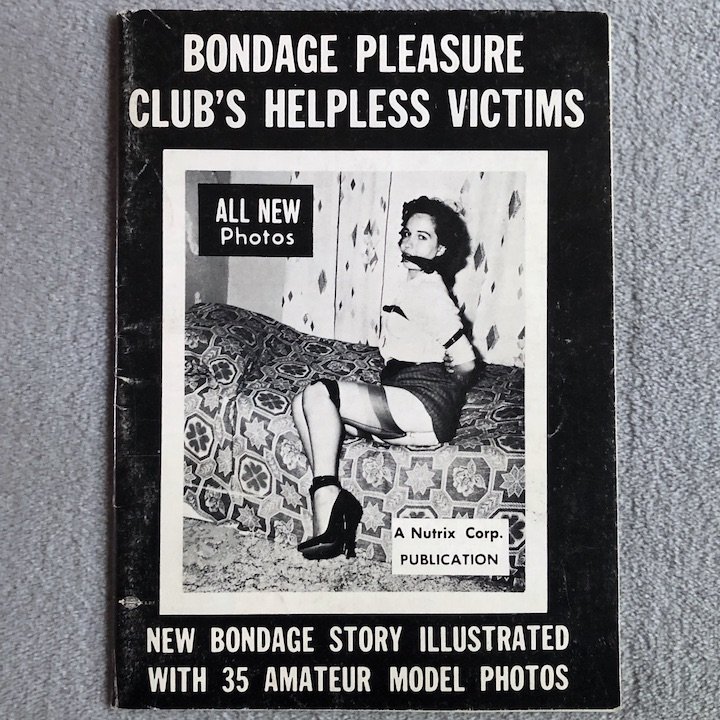 BONDAGE PLEASURE
CLUB'S HELPLESS VICTIMS
ALL NEW
Photos
A Nutrix Corp.
PUBLICATION
NEW BONDAGE STORY ILLUSTRATED
WITH 35 AMATEUR MODEL PHOTOS